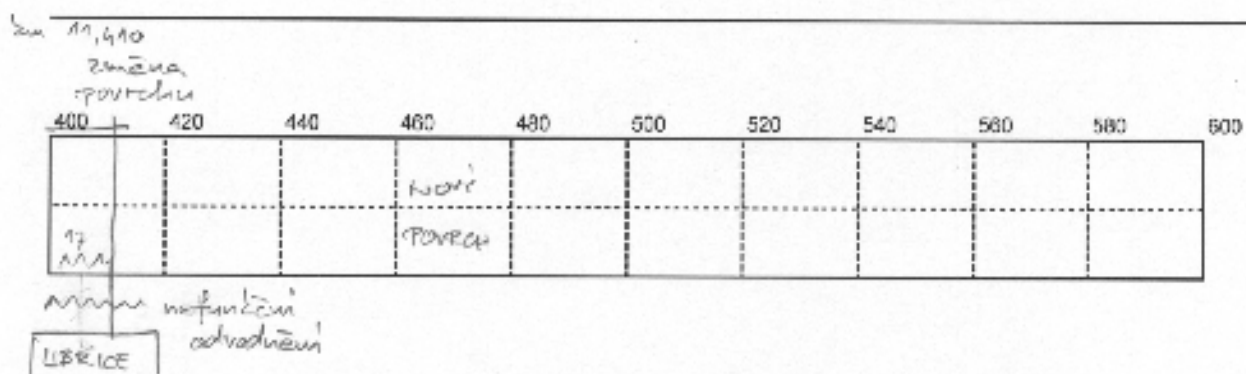 km 11,410
změna
povrchu
400 420 440 460 480 500 520 540 560 580 600
NOVÝ
POVRCH
17
nefunkční
odvodnění
LIBŘICE